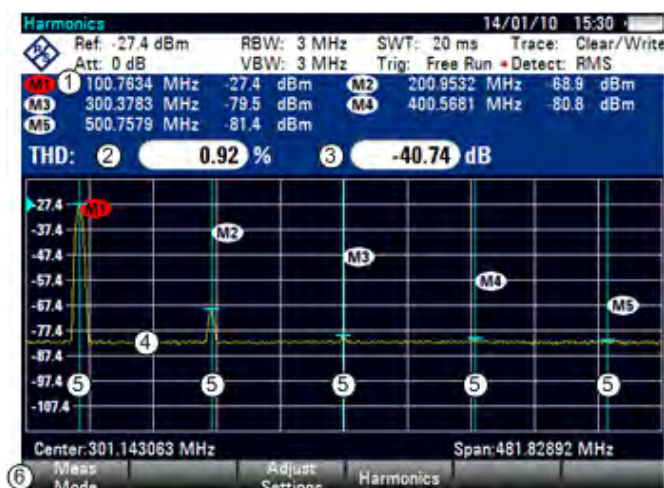 Harmonics 14/01/10 15:30
Ref: -27.4 dBm RBW: 3 MHz SWT: 20 ms Trace: Clear/Write
Att: 0 dB VBW: 3 MHz Trig: Free Run Detect: RMS
M1 1 100.7634 MHz -27.4 dBm M2 200.9532 MHz -68.9 dBm
M3 300.3783 MHz -79.5 dBm M4 400.5681 MHz -80.8 dBm
M5 500.7579 MHz -81.4 dBm
THD: 2 0.92 % 3 -40.74 dB
-27.4 M1
-37.4 M2
-47.4 M3
-57.4 M4
-67.4 M5
-77.4 4
-87.4
-97.4 5 5 5 5 5
-107.4
Center:301.143063 MHz Span:481.82892 MHz
6 Meas Mode Adjust Settings Harmonics